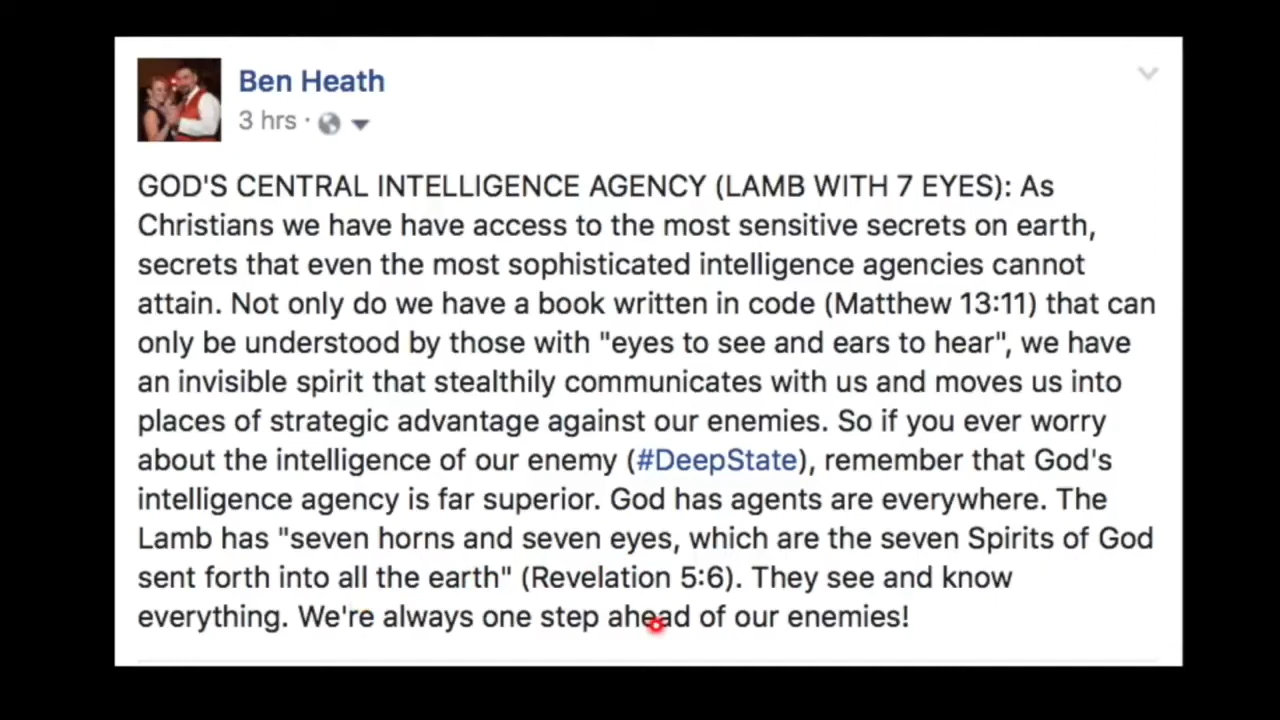 Ben Heath
3 hrs ·
GOD'S CENTRAL INTELLIGENCE AGENCY (LAMB WITH 7 EYES): As
Christians we have have access to the most sensitive secrets on earth,
secrets that even the most sophisticated intelligence agencies cannot
attain. Not only do we have a book written in code (Matthew 13:11) that can
only be understood by those with "eyes to see and ears to hear", we have
an invisible spirit that stealthily communicates with us and moves us into
places of strategic advantage against our enemies. So if you ever worry
about the intelligence of our enemy (#DeepState), remember that God's
intelligence agency is far superior. God has agents are everywhere. The
Lamb has "seven horns and seven eyes, which are the seven Spirits of God
sent forth into all the earth" (Revelation 5:6). They see and know
everything. We're always one step ahead of our enemies!